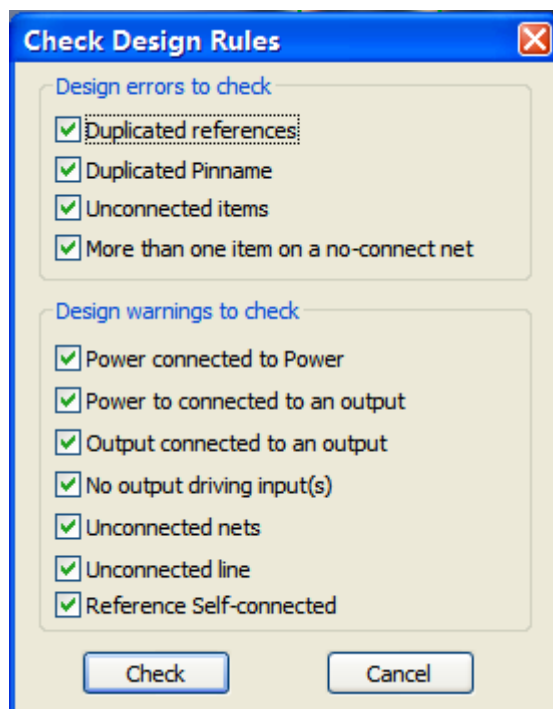 Check Design Rules
Design errors to check
Duplicated references
Duplicated Pinname
Unconnected items
More than one item on a no-connect net
Design warnings to check
Power connected to Power
Power to connected to an output
Output connected to an output
No output driving input(s)
Unconnected nets
Unconnected line
Reference Self-connected
Check Cancel